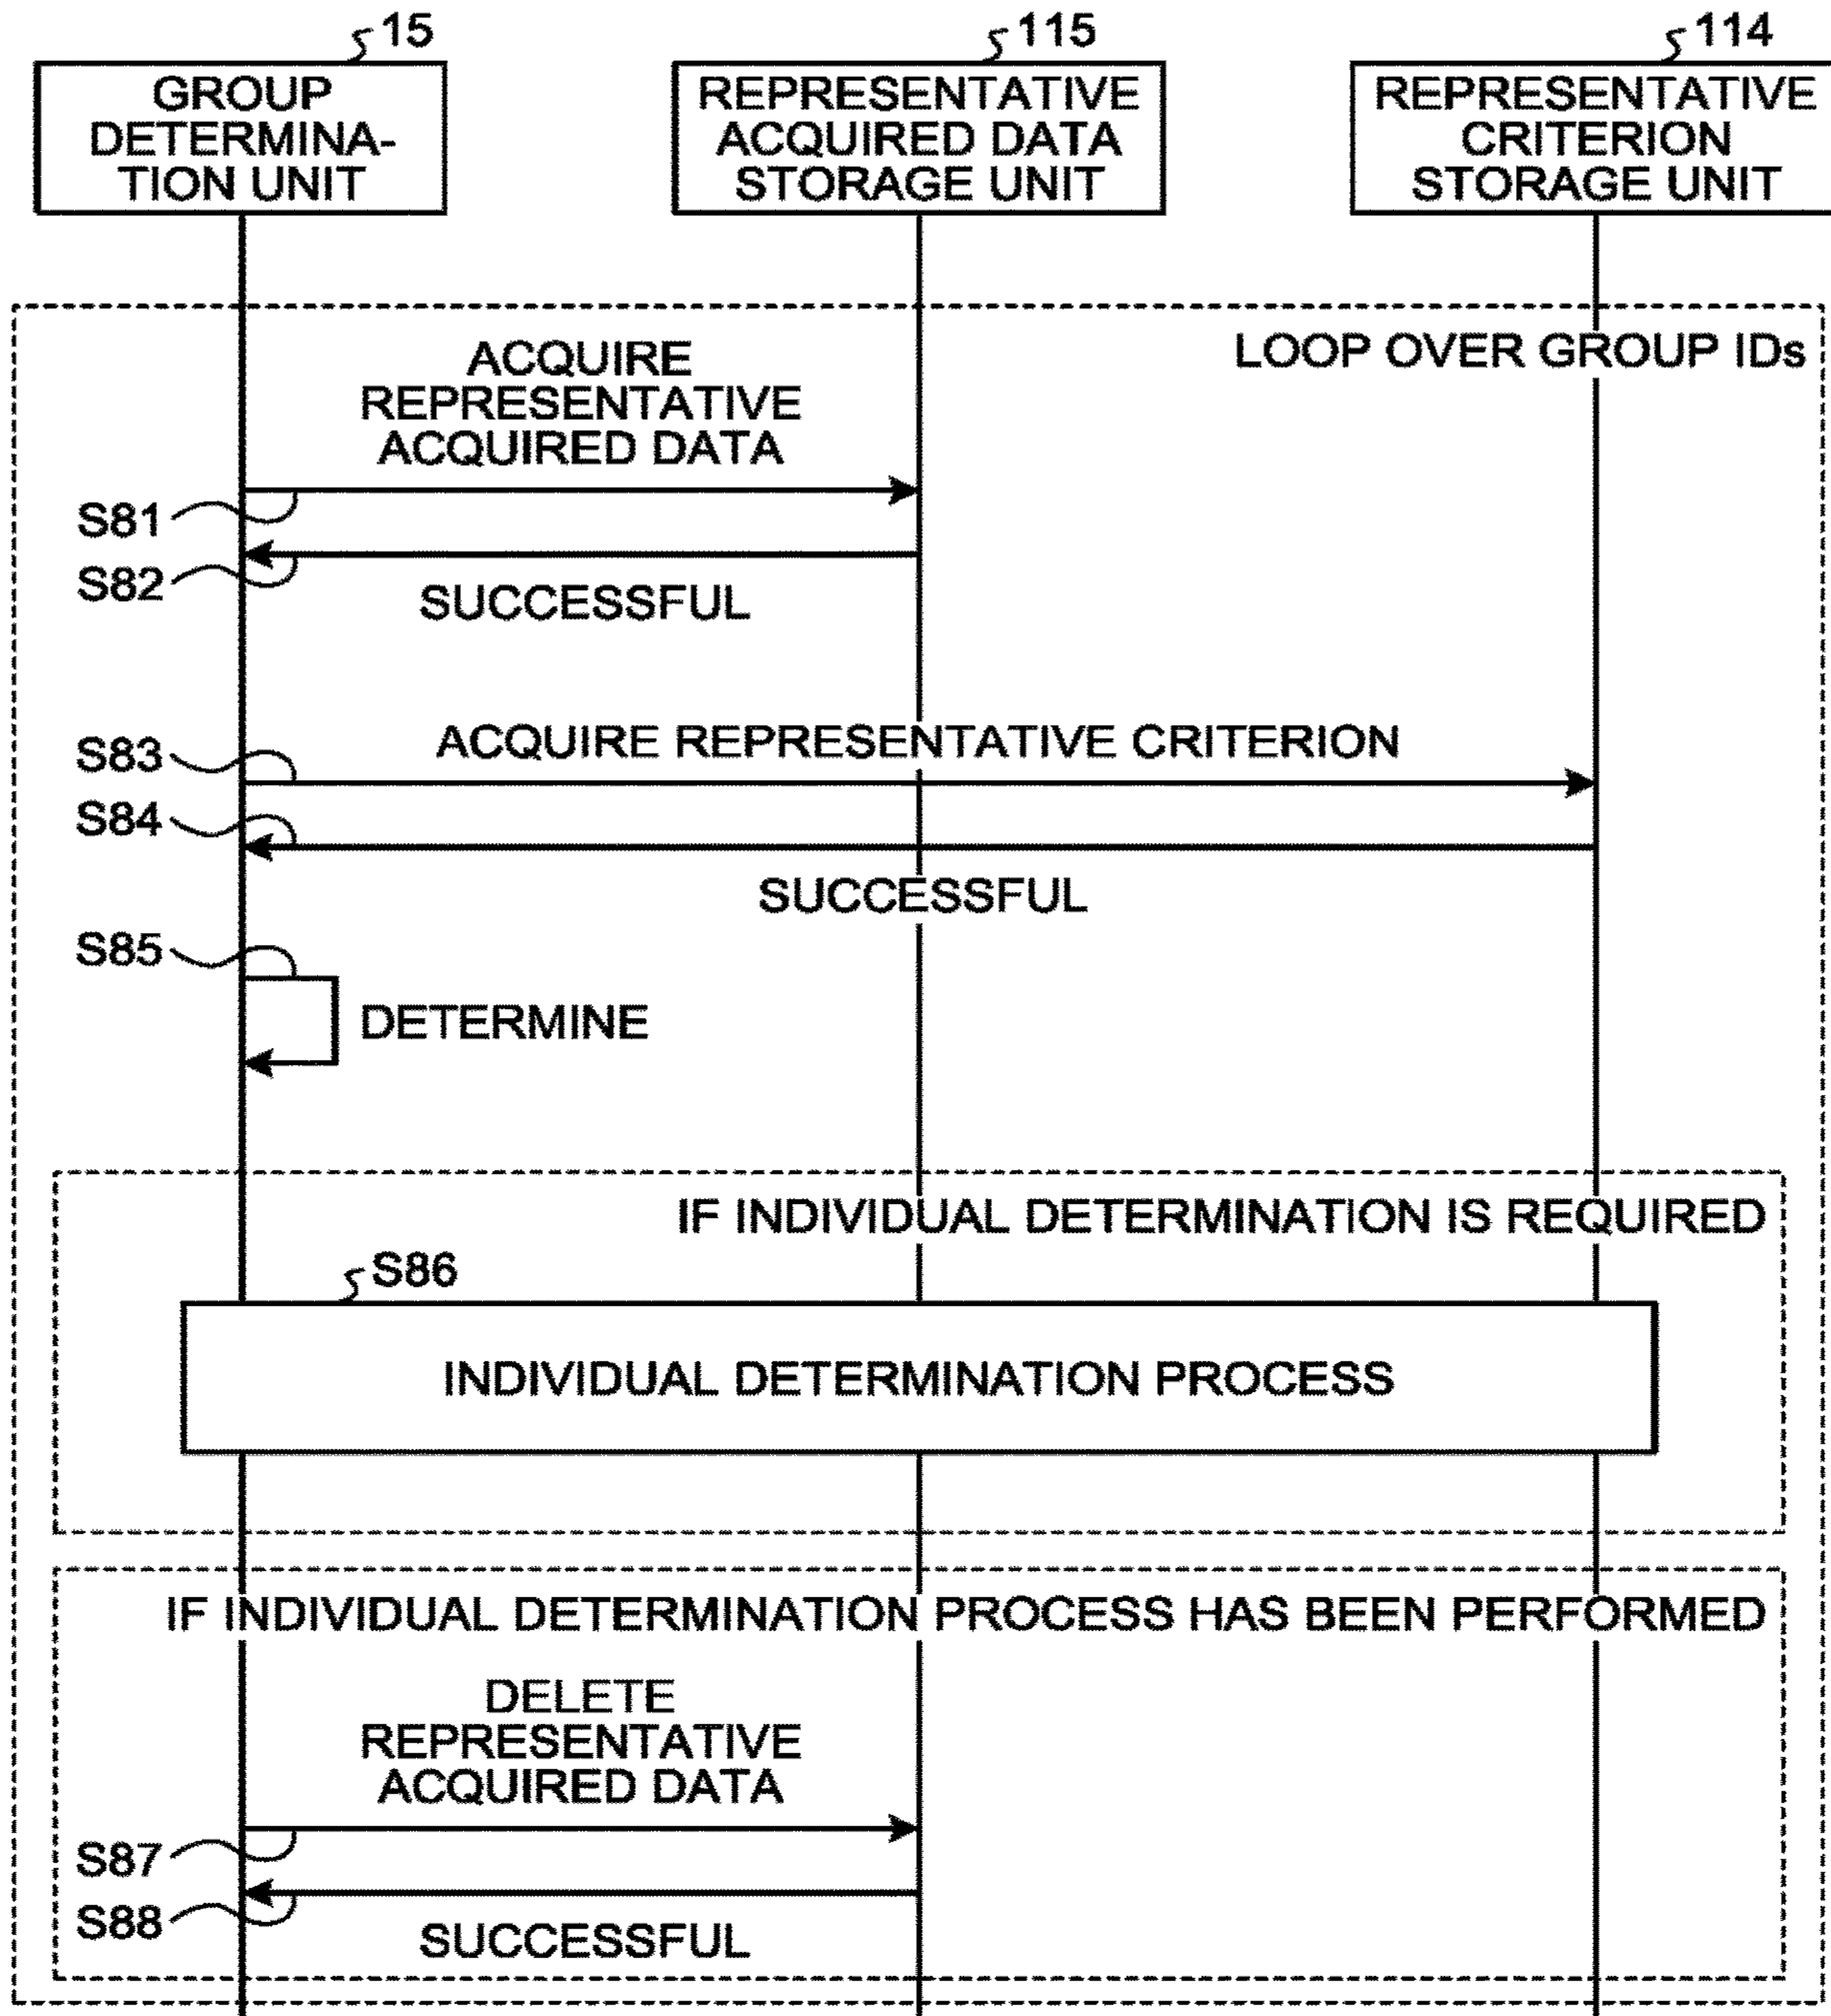 15
115
114
GROUP
DETERMINA-
TION UNIT
REPRESENTATIVE
ACQUIRED DATA
STORAGE UNIT
REPRESENTATIVE
CRITERION
STORAGE UNIT
LOOP OVER GROUP IDs
ACQUIRE
REPRESENTATIVE
ACQUIRED DATA
S81
S82
SUCCESSFUL
S83
ACQUIRE REPRESENTATIVE CRITERION
S84
SUCCESSFUL
S85
DETERMINE
IF INDIVIDUAL DETERMINATION IS REQUIRED
S86
INDIVIDUAL DETERMINATION PROCESS
IF INDIVIDUAL DETERMINATION PROCESS HAS BEEN PERFORMED
DELETE
REPRESENTATIVE
ACQUIRED DATA
S87
S88
SUCCESSFUL